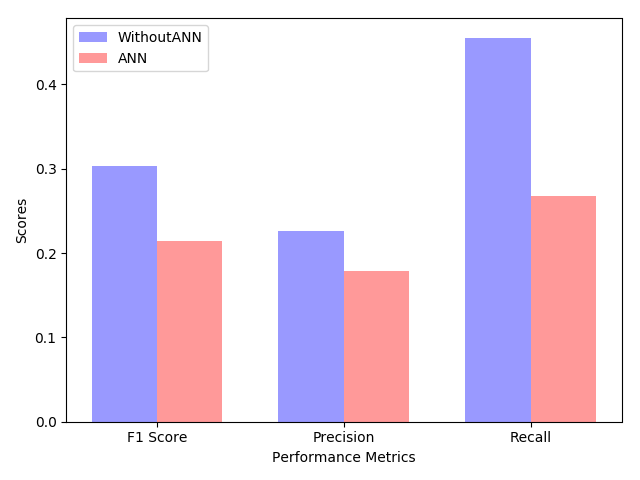 WithoutANN
ANN
0.4
0.3
0.2
0.1
0.0
Scores
F1 Score Precision Recall
Performance Metrics